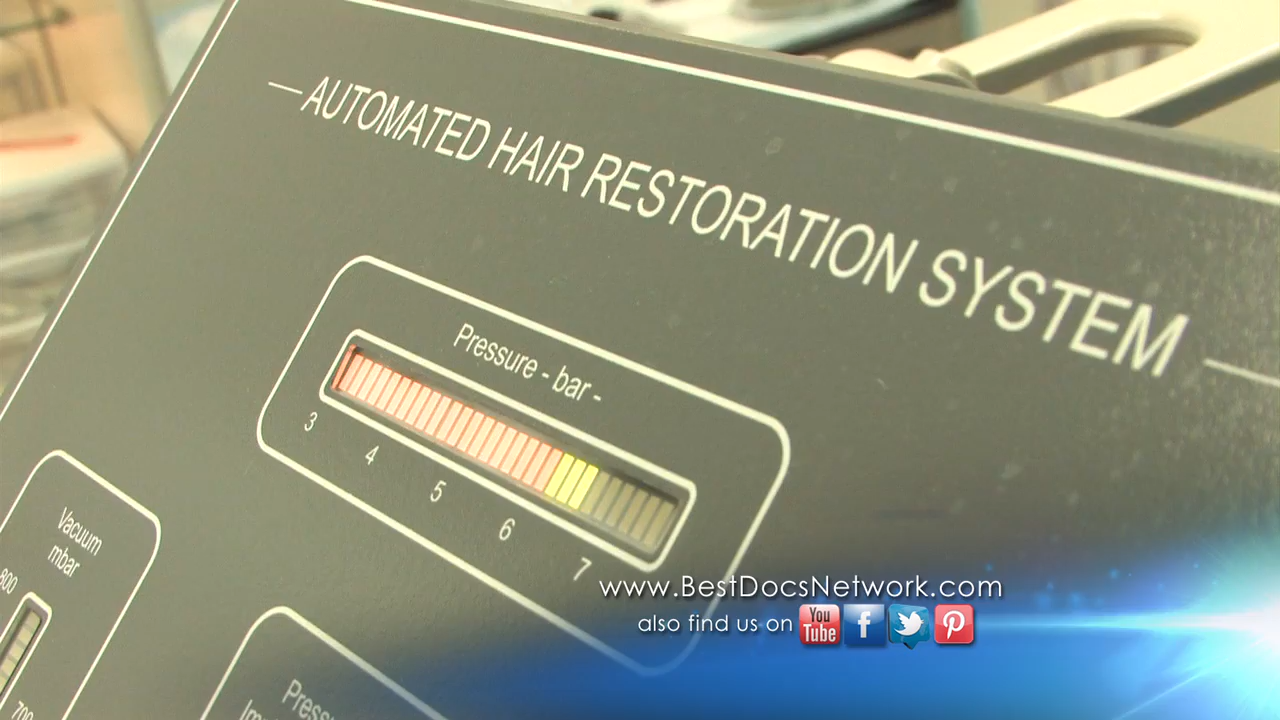 AUTOMATED HAIR RESTORATION SYSTEM
Pressure - bar -
3 4 5 6 7
Vacuum
mbar
800
700
www.BestDocsNetwork.com
also find us on You Tube f p